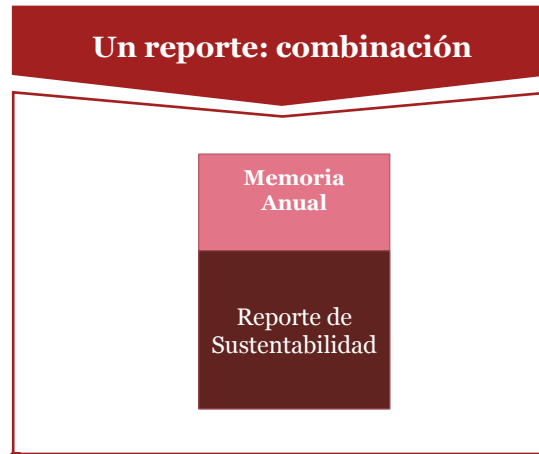 Un reporte: combinación
Memoria
Anual
Reporte de
Sustentabilidad